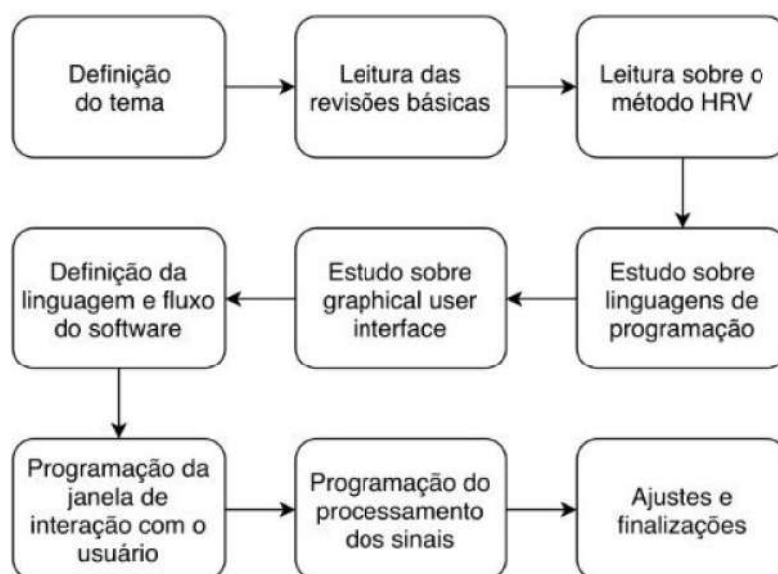 Definição
do tema
Leitura das
revisões básicas
Leitura sobre o
método HRV
Estudo sobre
linguagens de
programação
Estudo sobre
graphical user
interface
Definição da
linguagem e fluxo
do software
Programação da
janela de
interação com o
usuário
Programação do
processamento
dos sinais
Ajustes e
finalizações